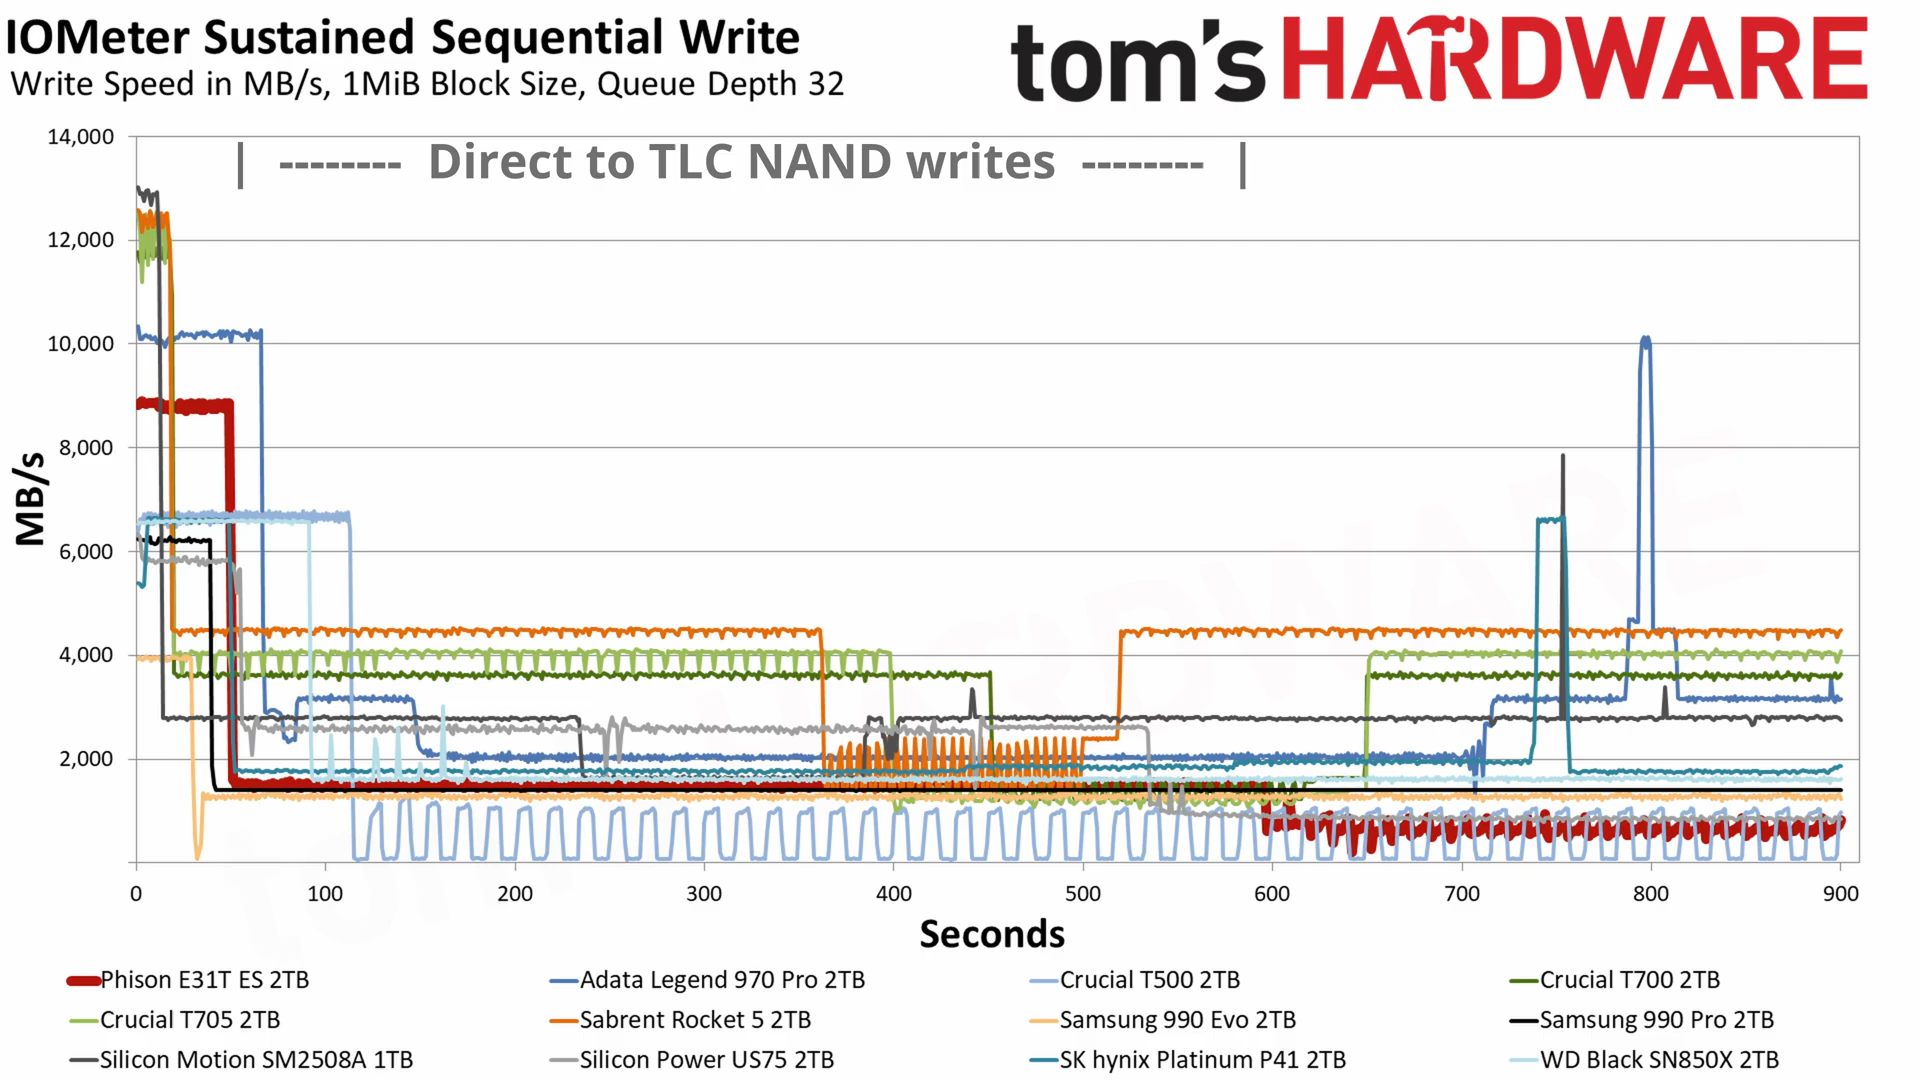 IOMeter Sustained Sequential Write
Write Speed in MB/s, 1MiB Block Size, Queue Depth 32
tom'sHARDWARE
14,000
12,000
10,000
8,000
6,000
4,000
2,000
| -------- Direct to TLC NAND writes -------- |
MB/s
0 100 200 300 400 500 600 700 800 900
Seconds
Phison E31T ES 2TB
Adata Legend 970 Pro 2TB
Crucial T500 2TB
Crucial T700 2TB
Crucial T705 2TB
Sabrent Rocket 5 2TB
Samsung 990 Evo 2TB
Samsung 990 Pro 2TB
Silicon Motion SM2508A 1TB
Silicon Power US75 2TB
SK hynix Platinum P41 2TB
WD Black SN850X 2TB